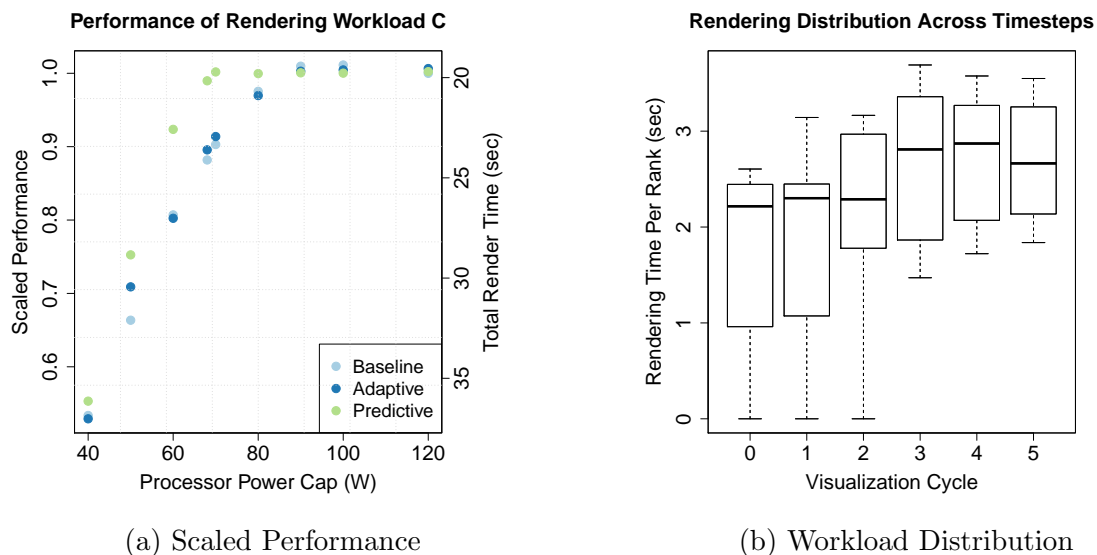 Performance of Rendering Workload C
Scaled Performance
1.0
0.9
0.8
0.7
0.6
20
25
30
35
Total Render Time (sec)
Baseline
Adaptive
Predictive
40 60 80 100 120
Processor Power Cap (W)
(a) Scaled Performance
Rendering Distribution Across Timesteps
Rendering Time Per Rank (sec)
3
2
1
0
0 1 2 3 4 5
Visualization Cycle
(b) Workload Distribution